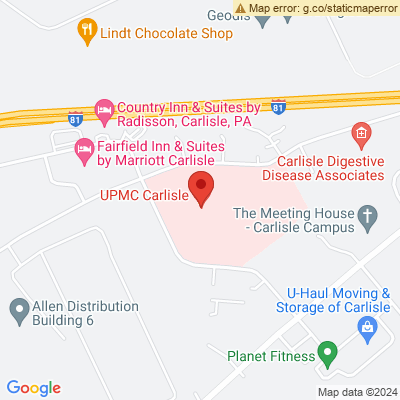 Geodis
Map error: g.co/staticmaperror
Lindt Chocolate Shop
81
81
Country Inn & Suites by
Radisson, Carlisle, PA
Fairfield Inn & Suites
by Marriott Carlisle
Carlisle Digestive
Disease Associates
UPMC Carlisle
The Meeting House
- Carlisle Campus
Allen Distribution
Building 6
U-Haul Moving &
Storage of Carlisle
Planet Fitness
Google
Map data ©2024